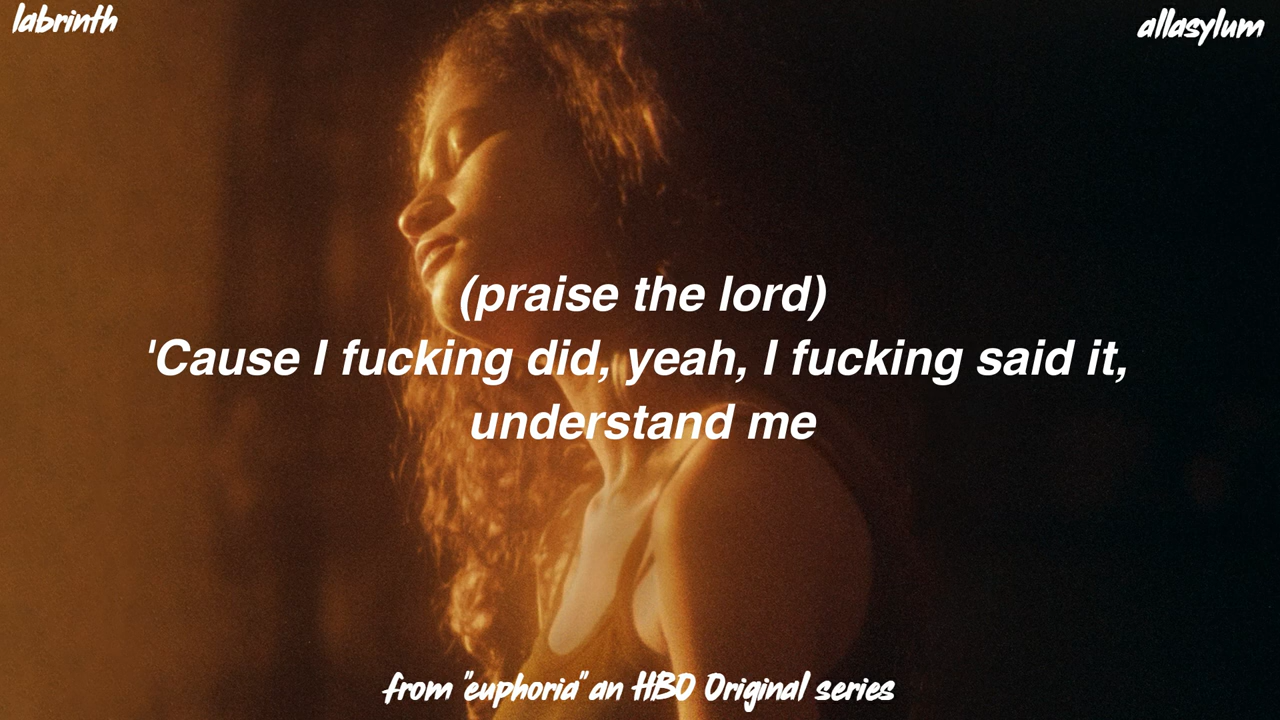 labrinth
allasylum
(praise the lord)
'Cause I fucking did, yeah, I fucking said it,
understand me
from "euphoria" an HBO Original series